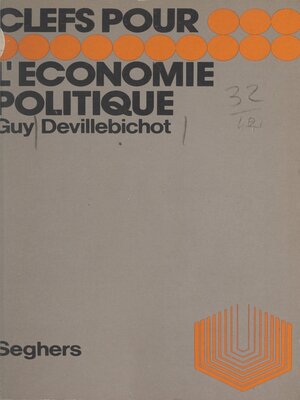 CLEFS POUR
L'ECONOMIE
POLITIQUE
Guy Devillebichot
32
Seghers